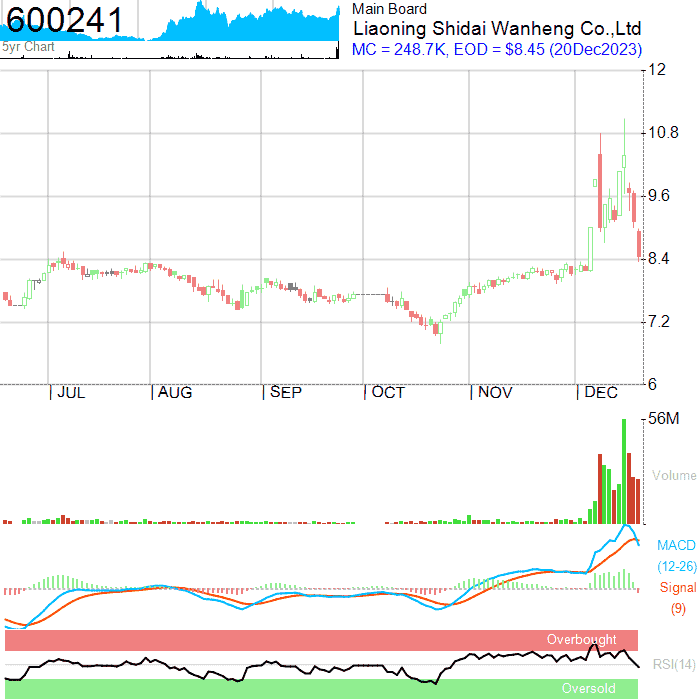 600241
5yr Chart
Main Board
Liaoning Shidai Wanheng Co.,Ltd
MC = 248.7K, EOD = $8.45 (20Dec2023)
12
10.8
9.6
8.4
7.2
6
JUL
AUG
SEP
OCT
NOV
DEC
56M
Volume
MACD
(12-26)
Signal
(9)
Overbought
RSI(14)
Oversold